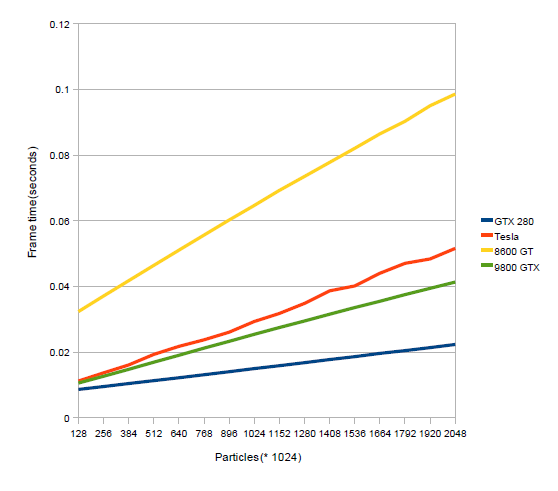 0.12
0.1
0.08
0.06
0.04
0.02
0
Frame time(seconds)
128 256 384 512 640 768 896 1024 1152 1280 1408 1536 1664 1792 1920 2048
Particles(* 1024)
GTX 280
Tesla
8600 GT
9800 GTX